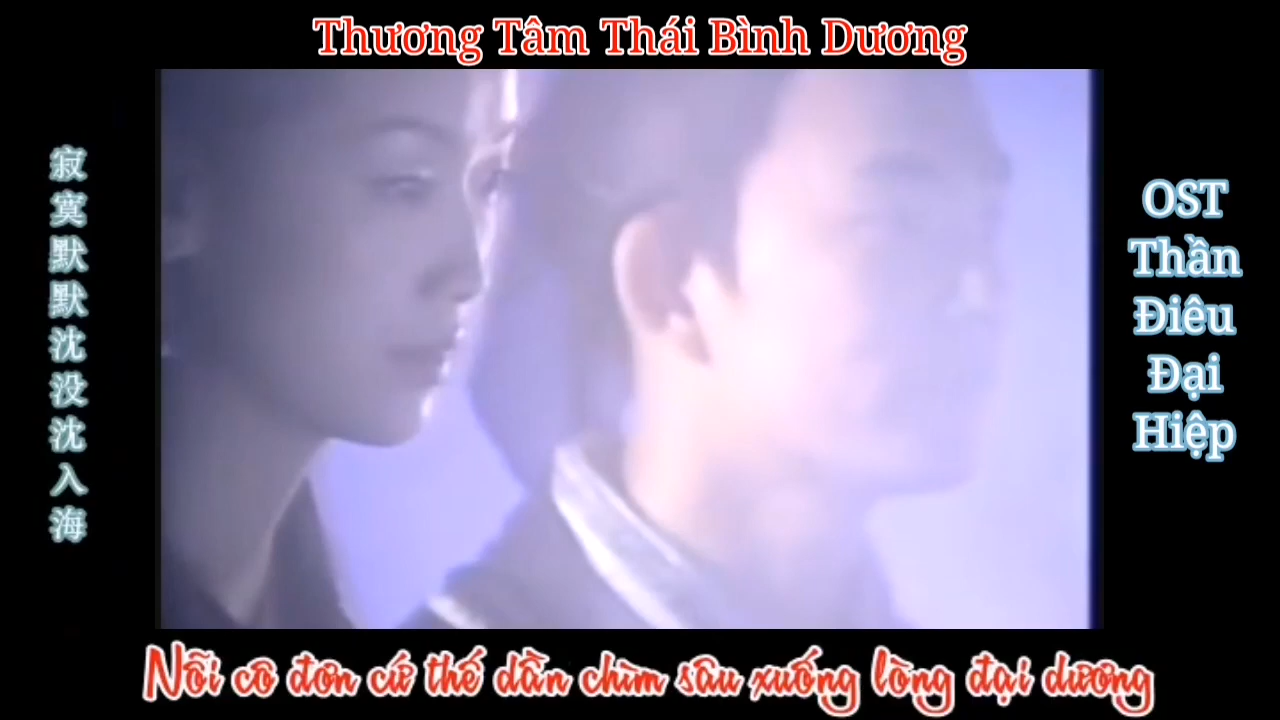 Thương Tâm Thái Bình Dương
寂寞默默沈没沈入海
OST
Thần
Điêu
Đại
Hiệp
Nỗi cô đơn cứ thế dần chìm sâu xuống lòng đại dương